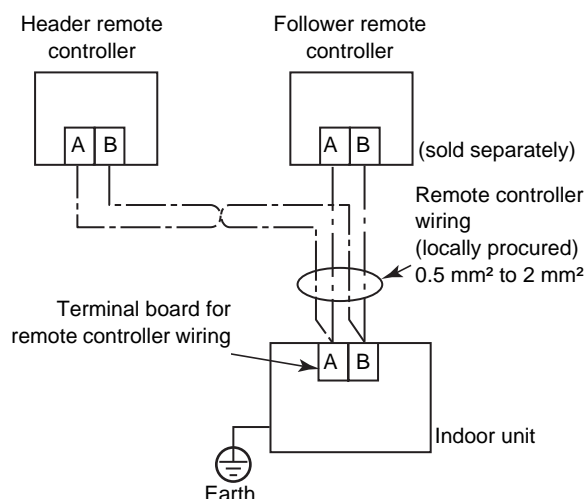 Header remote
controller
Follower remote
controller
A B
A B
(sold separately)
Remote controller
wiring
(locally procured)
0.5 mm² to 2 mm²
Terminal board for
remote controller wiring
A B
Indoor unit
Earth